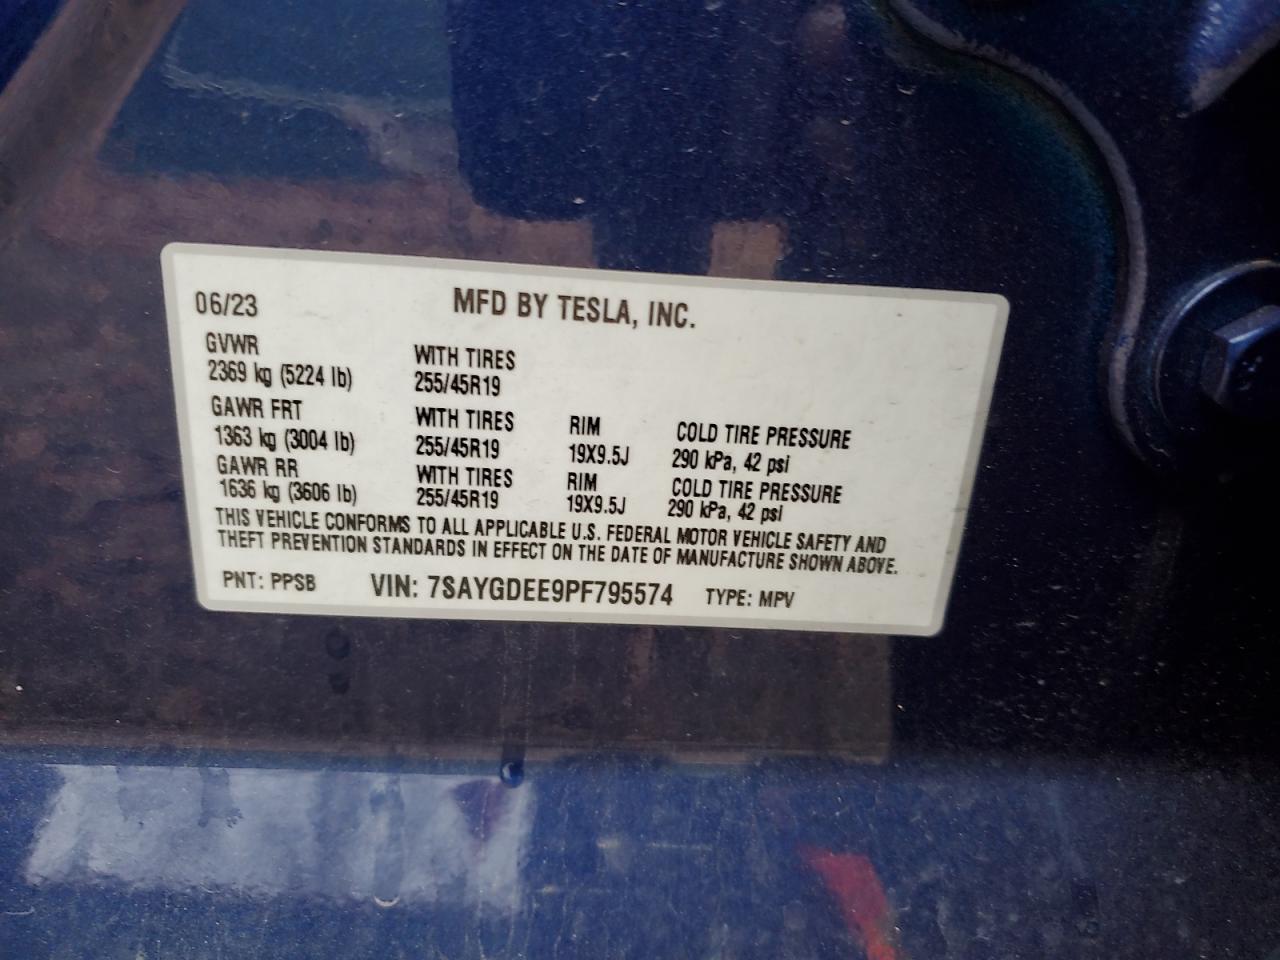 06/23 MFD BY TESLA, INC.
GVWR WITH TIRES
2369 kg (5224 lb) 255/45R19
GAWR FRT WITH TIRES RIM COLD TIRE PRESSURE
1363 kg (3004 lb) 255/45R19 19X9.5J 290 kPa, 42 psi
GAWR RR WITH TIRES RIM COLD TIRE PRESSURE
1636 kg (3606 lb) 255/45R19 19X9.5J 290 kPa, 42 psi
THIS VEHICLE CONFORMS TO ALL APPLICABLE U.S. FEDERAL MOTOR VEHICLE SAFETY AND
THEFT PREVENTION STANDARDS IN EFFECT ON THE DATE OF MANUFACTURE SHOWN ABOVE.
PNT: PPSB VIN: 7SAYGDEE9PF795574 TYPE: MPV